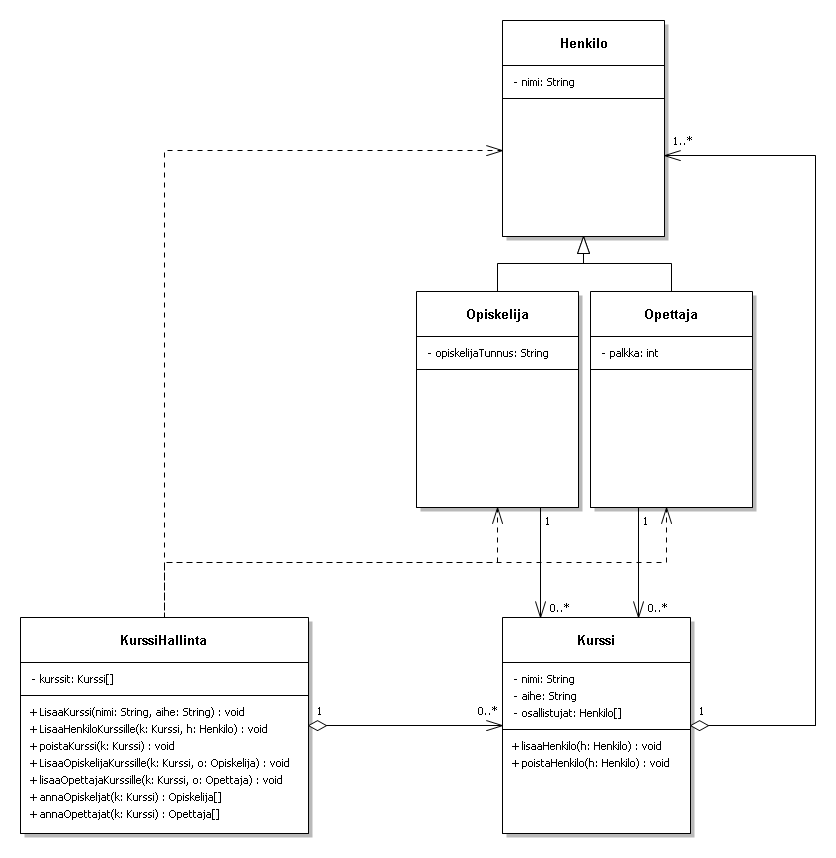 Henkilo
- nimi: String
1..*
Opiskelija
- opiskelijaTunnus: String
Opettaja
- palkka: int
1
1
0..*
0..*
KurssiHallinta
- kurssit: Kurssi[]
+ LisaaKurssi(nimi: String, aihe: String) : void
+ LisaaHenkiloKurssille(k: Kurssi, h: Henkilo) : void
+ poistaKurssi(k: Kurssi) : void
+ LisaaOpiskelijaKurssille(k: Kurssi, o: Opiskelija) : void
+ lisaaOpettajaKurssille(k: Kurssi, o: Opettaja) : void
+ annaOpiskeljat(k: Kurssi) : Opiskelija[]
+ annaOpettajat(k: Kurssi) : Opettaja[]
1
0..*
Kurssi
- nimi: String
- aihe: String
- osallistujat: Henkilo[]
+ lisaaHenkilo(h: Henkilo) : void
+ poistaHenkilo(h: Henkilo) : void
1